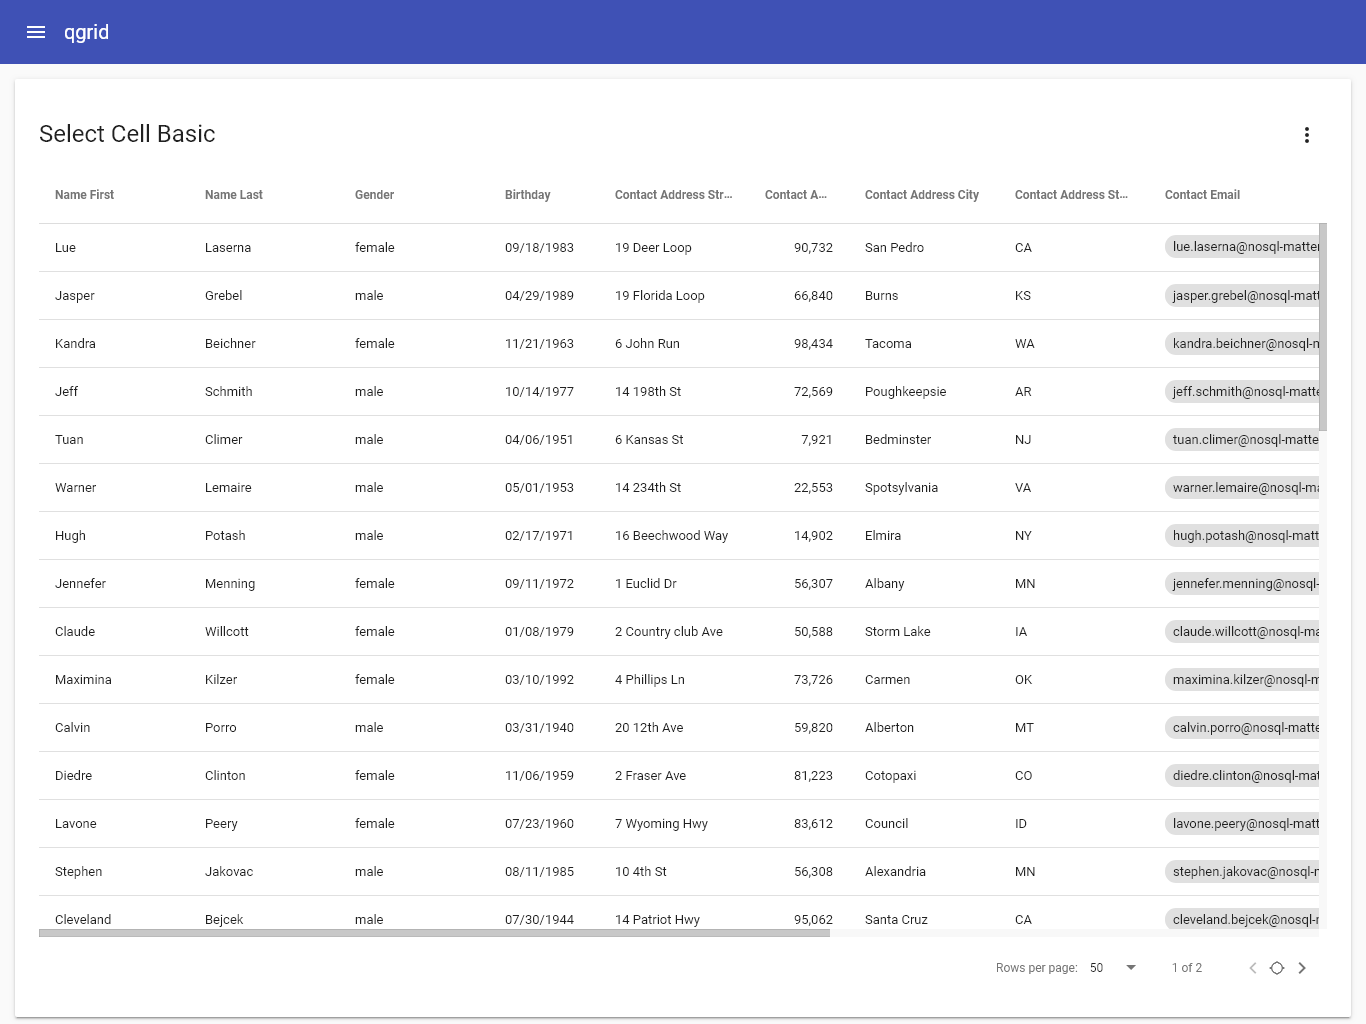 qgrid
Select Cell Basic
Name First Name Last Gender Birthday Contact Address Str... Contact A... Contact Address City Contact Address St... Contact Email
Lue Laserna female 09/18/1983 19 Deer Loop 90,732 San Pedro CA lue.laserna@nosql-matter
Jasper Grebel male 04/29/1989 19 Florida Loop 66,840 Burns KS jasper.grebel@nosql-matt
Kandra Beichner female 11/21/1963 6 John Run 98,434 Tacoma WA kandra.beichner@nosql-n
Jeff Schmith male 10/14/1977 14 198th St 72,569 Poughkeepsie AR jeff.schmith@nosql-matte
Tuan Climer male 04/06/1951 6 Kansas St 7,921 Bedminster NJ tuan.climer@nosql-matte
Warner Lemaire male 05/01/1953 14 234th St 22,553 Spotsylvania VA warner.lemaire@nosql-ma
Hugh Potash male 02/17/1971 16 Beechwood Way 14,902 Elmira NY hugh.potash@nosql-matt
Jennefer Menning female 09/11/1972 1 Euclid Dr 56,307 Albany MN jennefer.menning@nosql-
Claude Willcott female 01/08/1979 2 Country club Ave 50,588 Storm Lake IA claude.willcott@nosql-ma
Maximina Kilzer female 03/10/1992 4 Phillips Ln 73,726 Carmen OK maximina.kilzer@nosql-m
Calvin Porro male 03/31/1940 20 12th Ave 59,820 Alberton MT calvin.porro@nosql-matte
Diedre Clinton female 11/06/1959 2 Fraser Ave 81,223 Cotopaxi CO diedre.clinton@nosql-mat
Lavone Peery female 07/23/1960 7 Wyoming Hwy 83,612 Council ID lavone.peery@nosql-matt
Stephen Jakovac male 08/11/1985 10 4th St 56,308 Alexandria MN stephen.jakovac@nosql-n
Cleveland Bejcek male 07/30/1944 14 Patriot Hwy 95,062 Santa Cruz CA cleveland.bejcek@nosql-r
Rows per page: 50 1 of 2